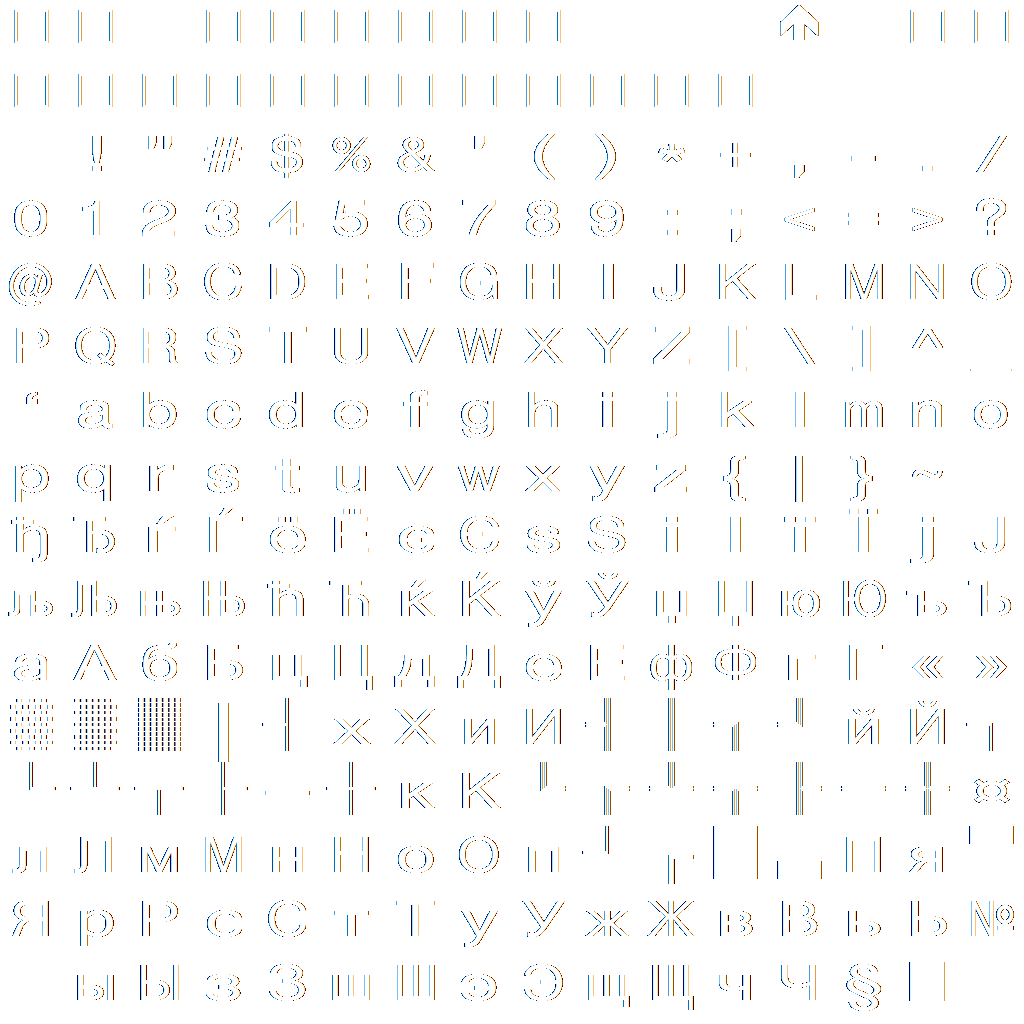 ! " # $ % & ' ( ) * + , - . /
0 1 2 3 4 5 6 7 8 9 : ; < = > ?
@ A B C D E F G H I J K L M N O
P Q R S T U V W X Y Z [ \ ] ^ _
` a b c d e f g h i j k l m n o
p q r s t u v w x y z { | } ~
ђ Ђ ѓ Ѓ ё Ё є Є ѕ Ѕ і І ї Ї ј Ј
љ Љ њ Њ ћ Ћ ќ Ќ ў Ў џ Џ ю Ю ъ Ъ
а А б Б ц Ц д Д е Е ф Ф г Г « »
░ ▒ ▓ │ ┤ х Х и И ╣ ║ ╗ ╝ й Й ┐
└ ┴ ┬ ├ ─ ┼ к К ╚ ╔ ╩ ╦ ╠ ═ ╬ ¤
л Л м М н Н о О п ┘ ┌ █ ▄ П я ▀
Я р Р с С т Т у У ж Ж в В ь Ь №
ы Ы з З ш Ш э Э щ Щ ч Ч § ■